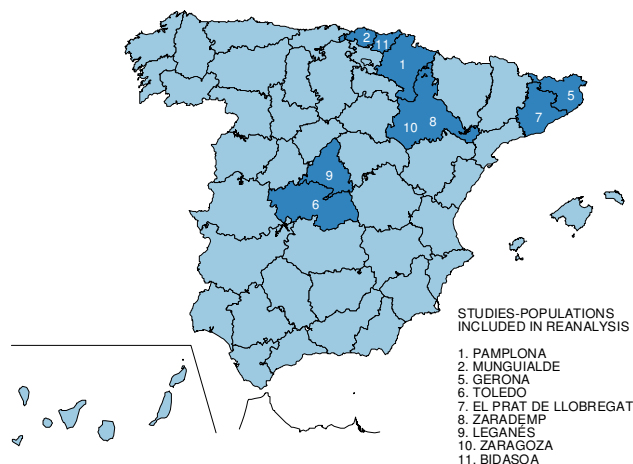 2
11
1
5
7
10
8
9
6
STUDIES-POPULATIONS
INCLUDED IN REANALYSIS
1. PAMPLONA
2. MUNGUIALDE
5. GERONA
6. TOLEDO
7. EL PRAT DE LLOBREGAT
8. ZARADEMP
9. LEGANÉS
10. ZARAGOZA
11. BIDASOA